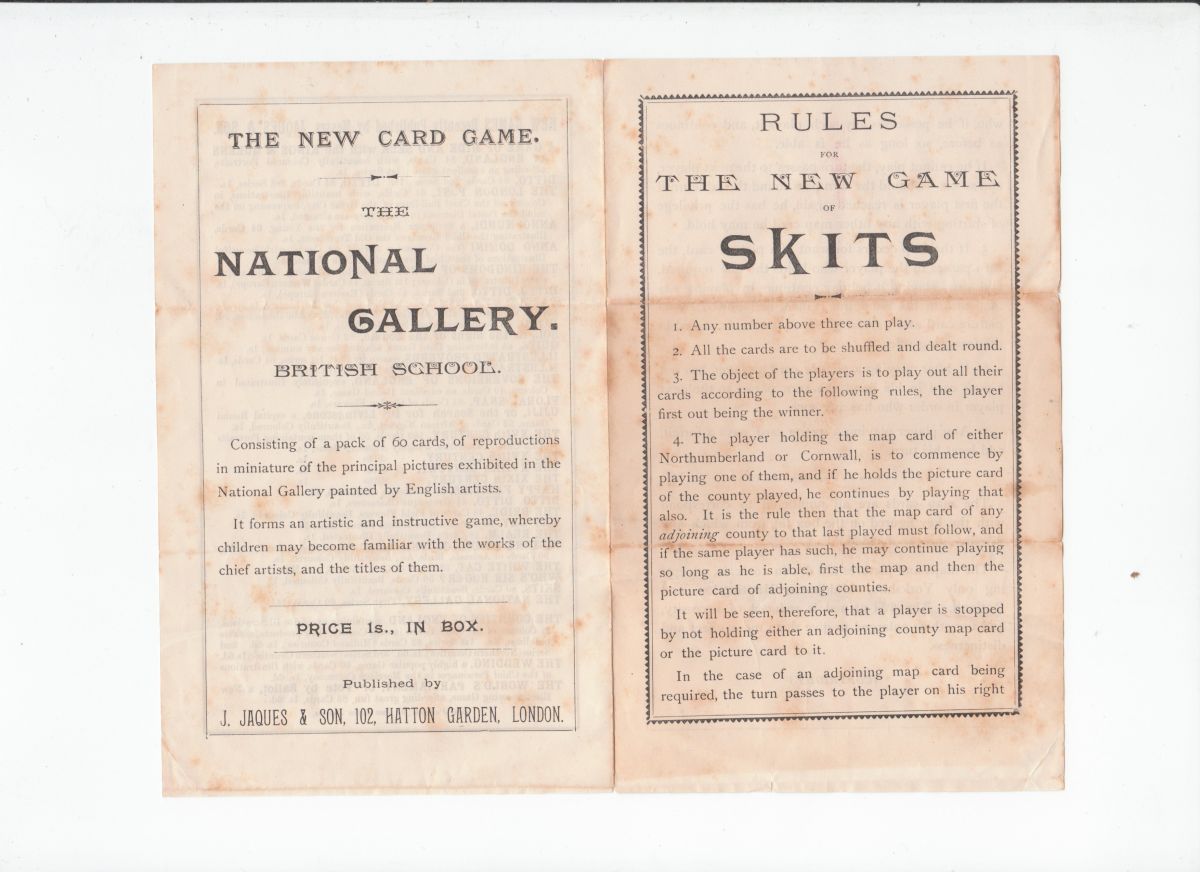 THE NEW CARD GAME.
THE
NATIONAL
GALLERY.
BRITISH SCHOOL.
Consisting of a pack of 60 cards, of reproductions
in miniature of the principal pictures exhibited in the
National Gallery painted by English artists.
It forms an artistic and instructive game, whereby
children may become familiar with the works of the
chief artists, and the titles of them.
PRICE 1s., IN BOX.
Published by
J. JAQUES & SON, 102, HATTON GARDEN, LONDON.
RULES
FOR
THE NEW GAME
OF
SKITS
1. Any number above three can play.
2. All the cards are to be shuffled and dealt round.
3. The object of the players is to play out all their
cards according to the following rules, the player
first out being the winner.
4. The player holding the map card of either
Northumberland or Cornwall, is to commence by
playing one of them, and if he holds the picture card
of the county played, he continues by playing that
also. It is the rule then that the map card of any
adjoining county to that last played must follow, and
if the same player has such, he may continue playing
so long as he is able, first the map and then the
picture card of adjoining counties.
It will be seen, therefore, that a player is stopped
by not holding either an adjoining county map card
or the picture card to it.
In the case of an adjoining map card being
required, the turn passes to the player on his right